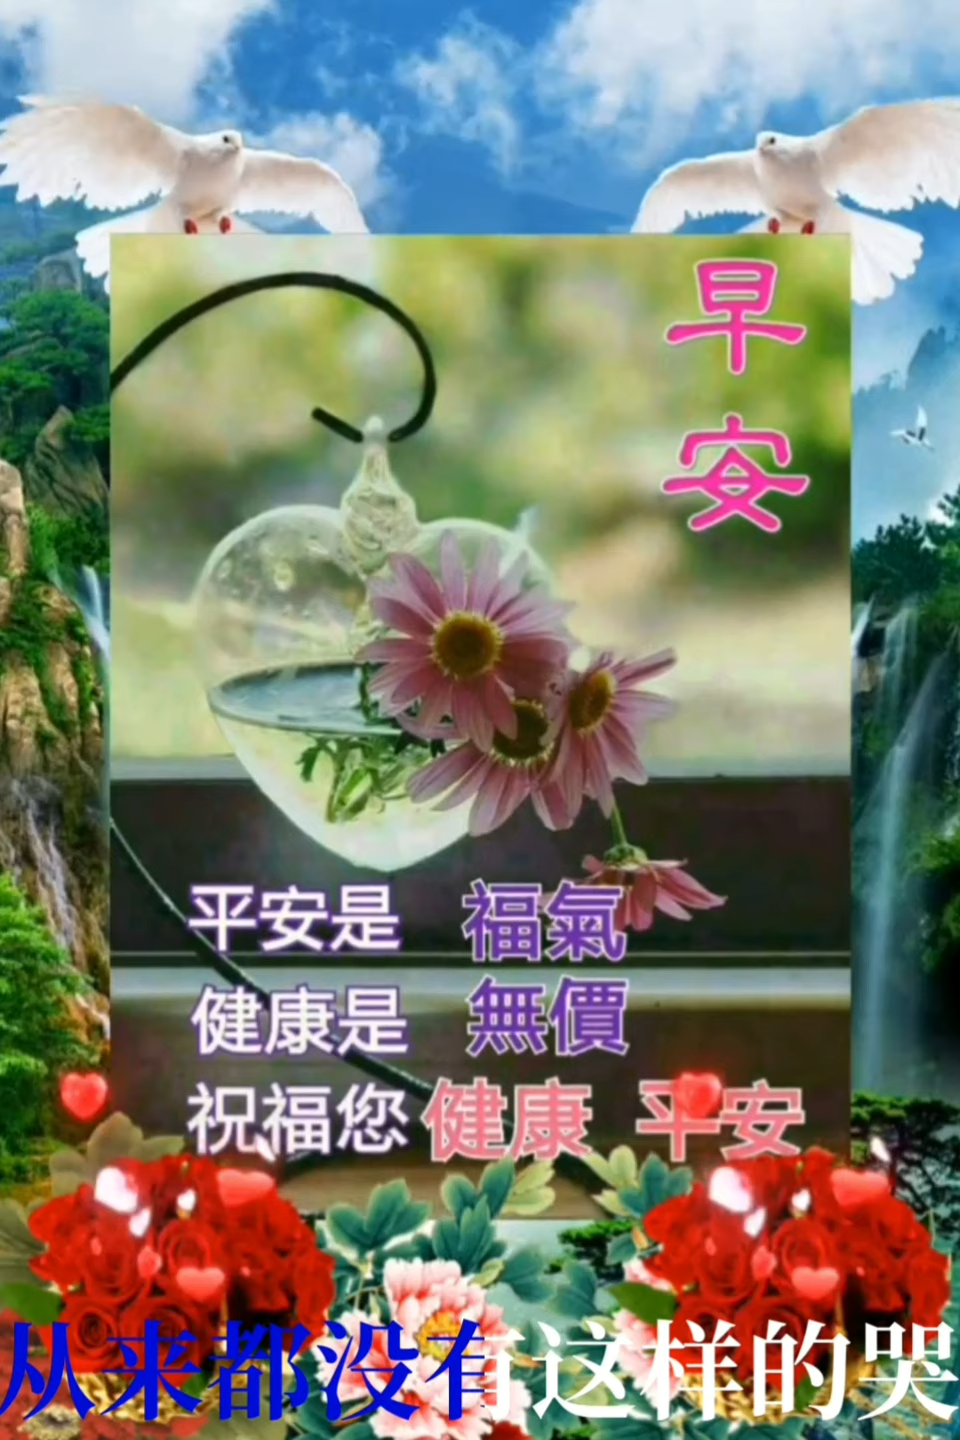 早安
平安是 福氣
健康是 無價
祝福您 健康 平安
从来都没有这样的哭